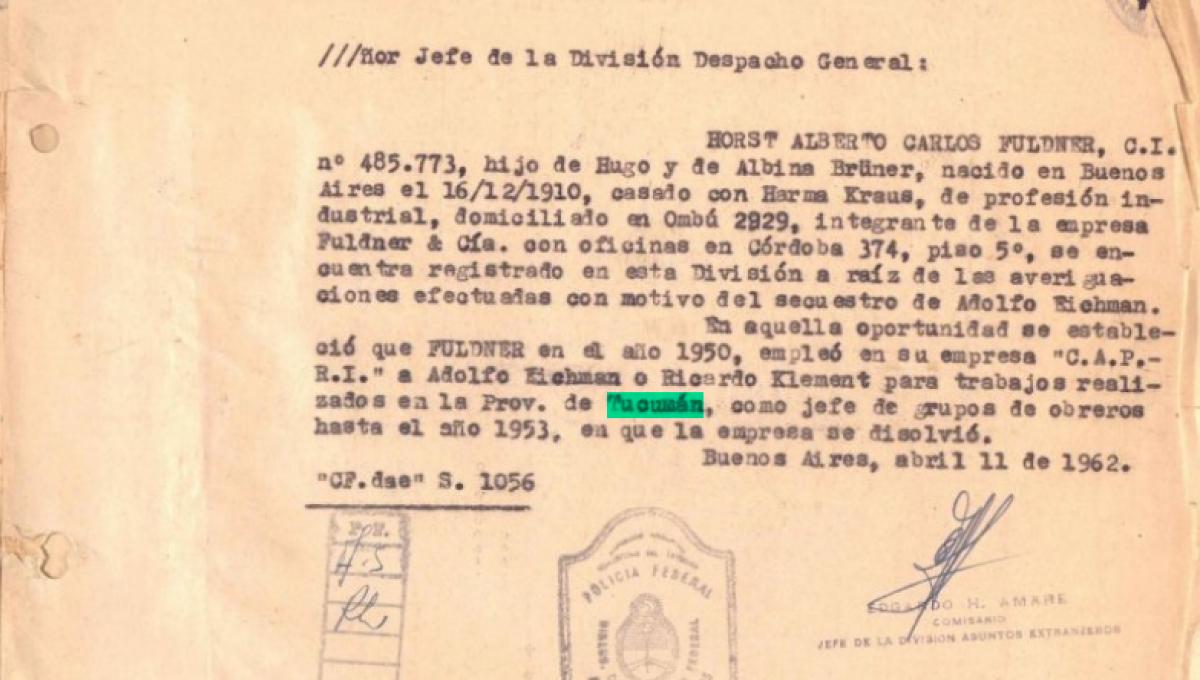 ///ñor Jefe de la División Despacho General:
HORST ALBERTO CARLOS FULDNER, C.I.
nº 485.773, hijo de Hugo y de Albina Brüner, nacido en Buenos
Aires el 16/12/1910, casado con Harma Kraus, de profesión in-
dustrial, domiciliado en Ombú 2929, integrante de la empresa
Fuldner & Cía. con oficinas en Córdoba 374, piso 5º, se en-
cuentra registrado en esta División a raíz de las averigua-
ciones efectuadas con motivo del secuestro de Adolfo Eichman.
En aquella oportunidad se estable-
ció que FULDNER en el año 1950, empleó en su empresa "C.A.P.-
R.I." a Adolfo Eichman o Ricardo Klement para trabajos reali-
zados en la Prov. de Tucumán, como jefe de grupos de obreros
hasta el año 1953, en que la empresa se disolvió.
Buenos Aires, abril 11 de 1962.
"CF.dse" S. 1056
POLICIA FEDERAL
FEDERAL
EDGARDO H. AMARE
COMISARIO
JEFE DE LA DIVISION ASUNTOS EXTRANJEROS